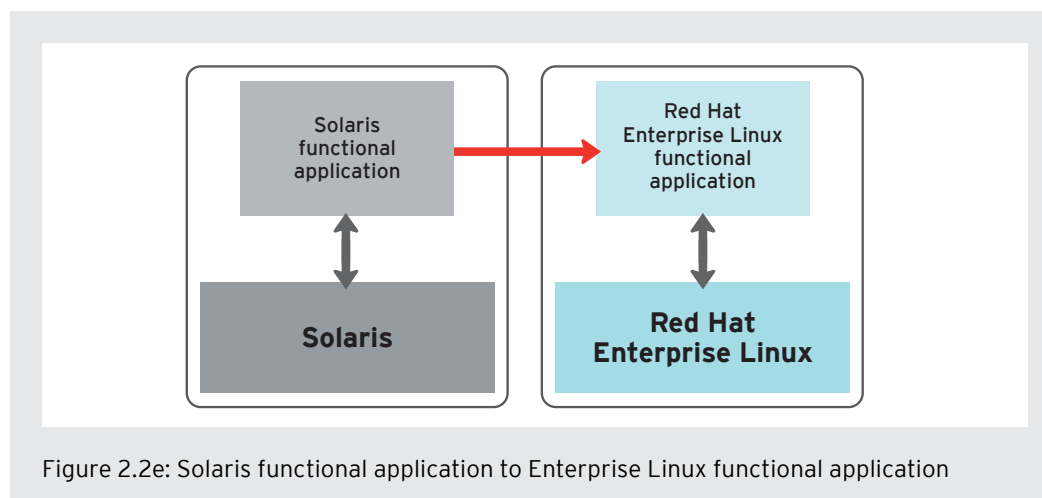 Solaris
functional
application
Red Hat
Enterprise Linux
functional
application
Solaris
Red Hat
Enterprise Linux
Figure 2.2e: Solaris functional application to Enterprise Linux functional application